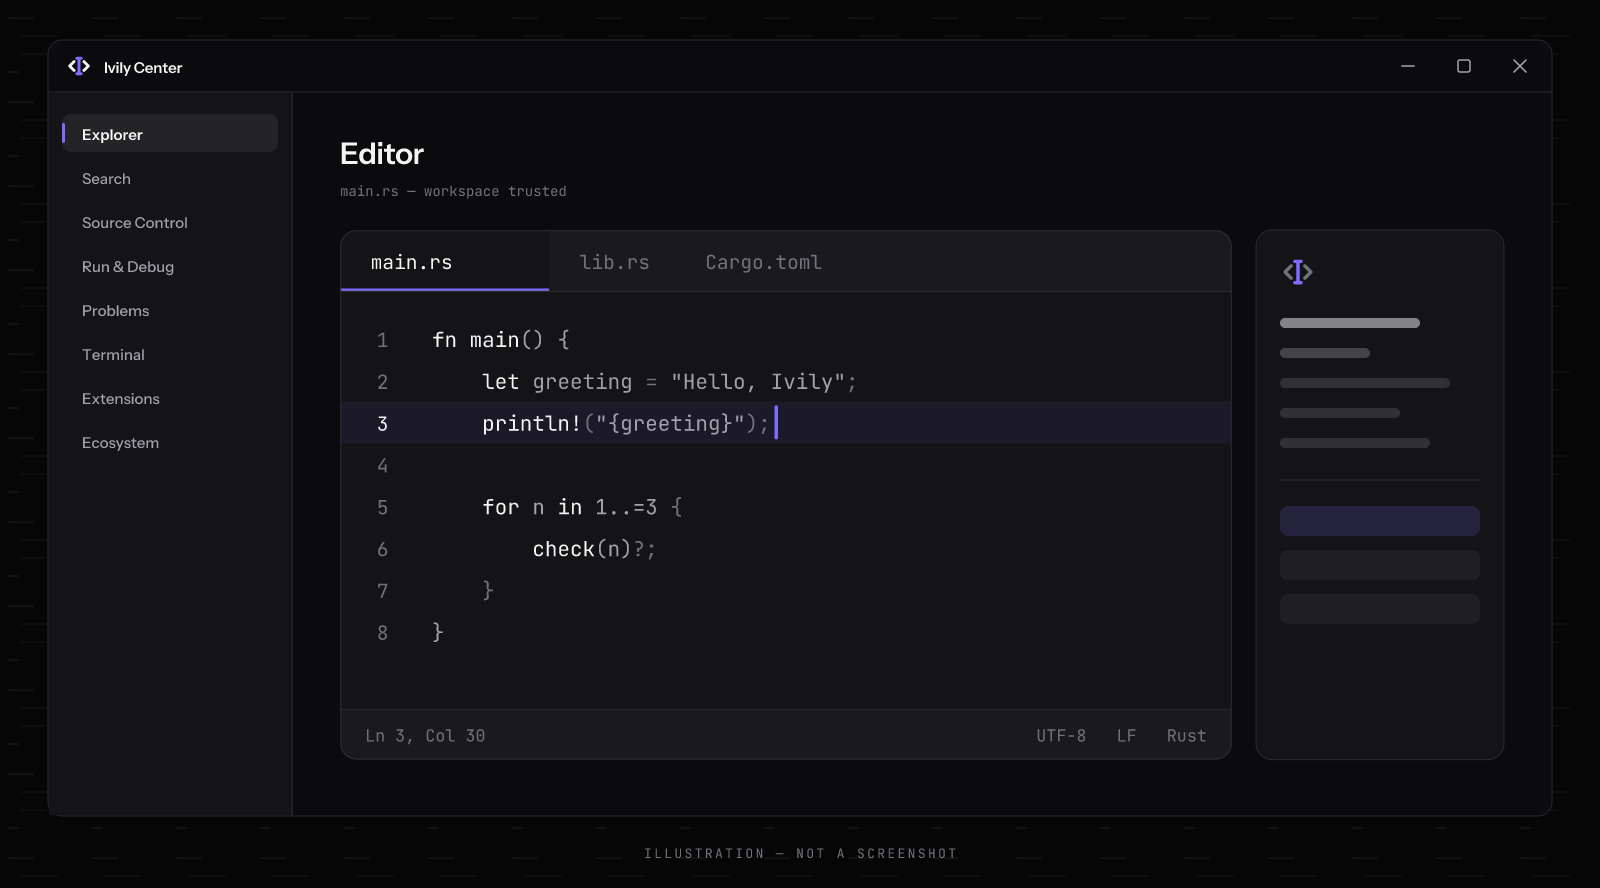 Ivily Center
Explorer
Search
Source Control
Run & Debug
Problems
Terminal
Extensions
Ecosystem
Editor
main.rs — workspace trusted
main.rs lib.rs Cargo.toml
1 fn main() {
2     let greeting = "Hello, Ivily";
3     println!("{greeting}");
4
5     for n in 1..=3 {
6         check(n)?;
7     }
8 }
Ln 3, Col 30 UTF-8 LF Rust
ILLUSTRATION — NOT A SCREENSHOT